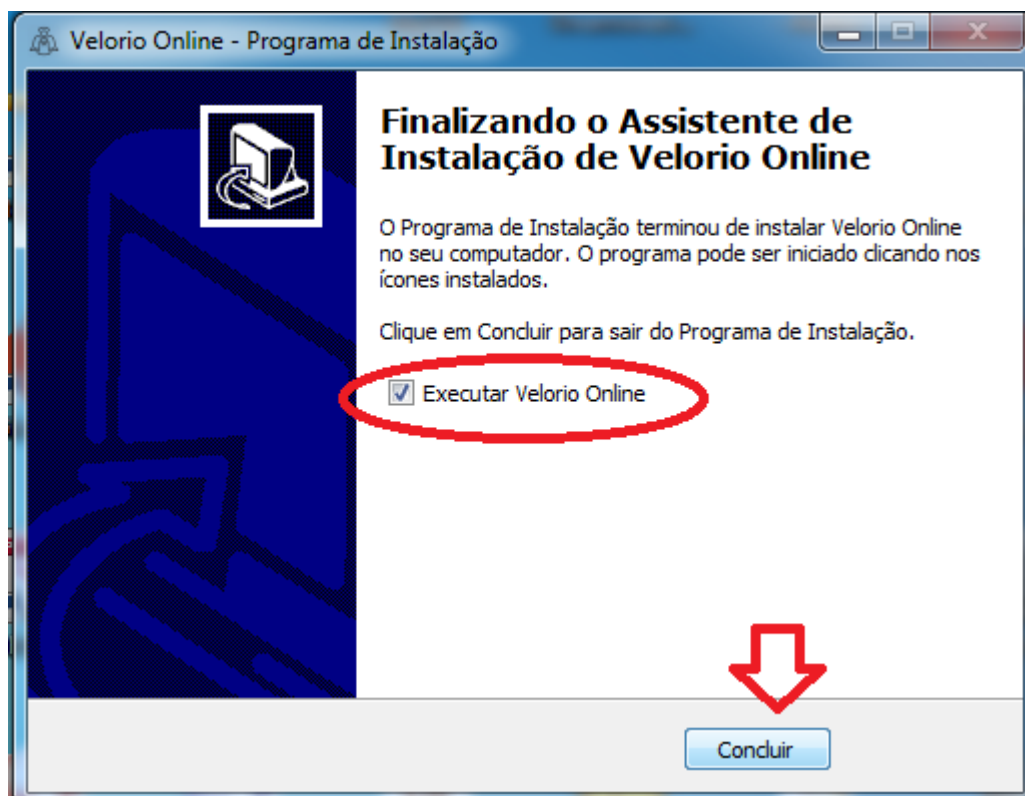 Velorio Online - Programa de Instalação
Finalizando o Assistente de
Instalação de Velorio Online
O Programa de Instalação terminou de instalar Velorio Online
no seu computador. O programa pode ser iniciado clicando nos
ícones instalados.
Clique em Concluir para sair do Programa de Instalação.
Executar Velorio Online
Concluir